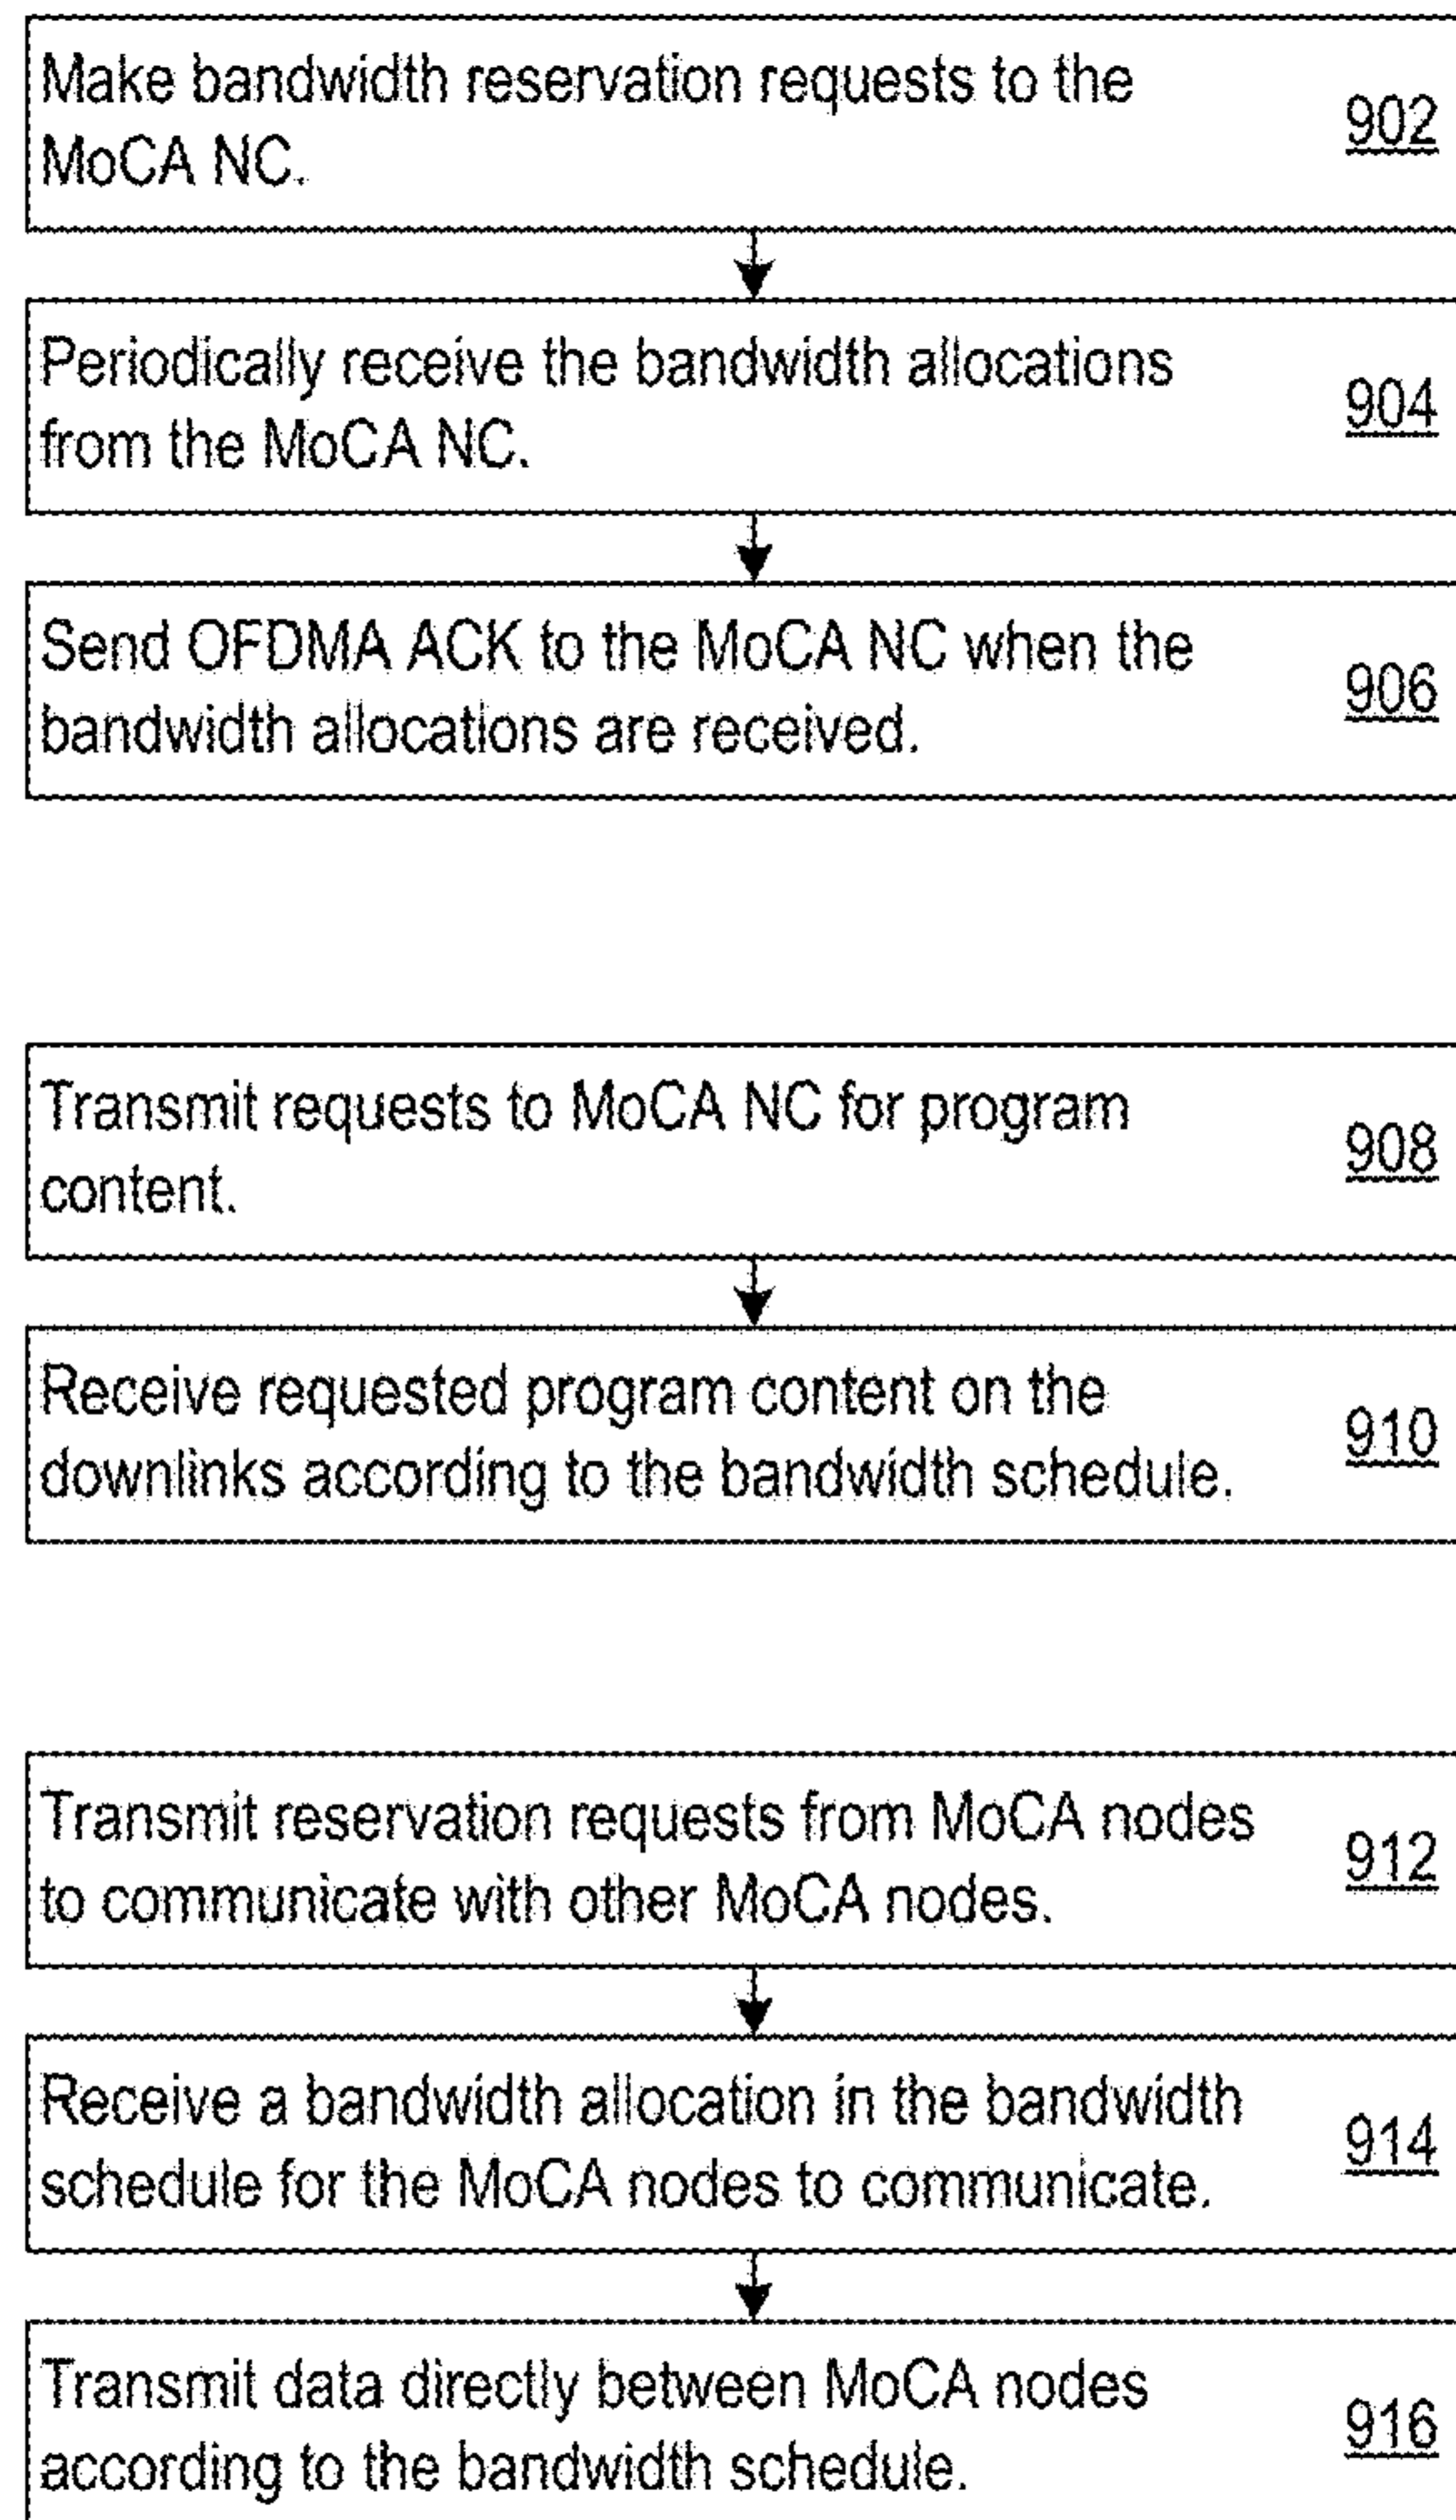 Make bandwidth reservation requests to the
MoCA NC.
902
Periodically receive the bandwidth allocations
from the MoCA NC.
904
Send OFDMA ACK to the MoCA NC when the
bandwidth allocations are received.
906
Transmit requests to MoCA NC for program
content.
908
Receive requested program content on the
downlinks according to the bandwidth schedule.
910
Transmit reservation requests from MoCA nodes
to communicate with other MoCA nodes.
912
Receive a bandwidth allocation in the bandwidth
schedule for the MoCA nodes to communicate.
914
Transmit data directly between MoCA nodes
according to the bandwidth schedule.
916